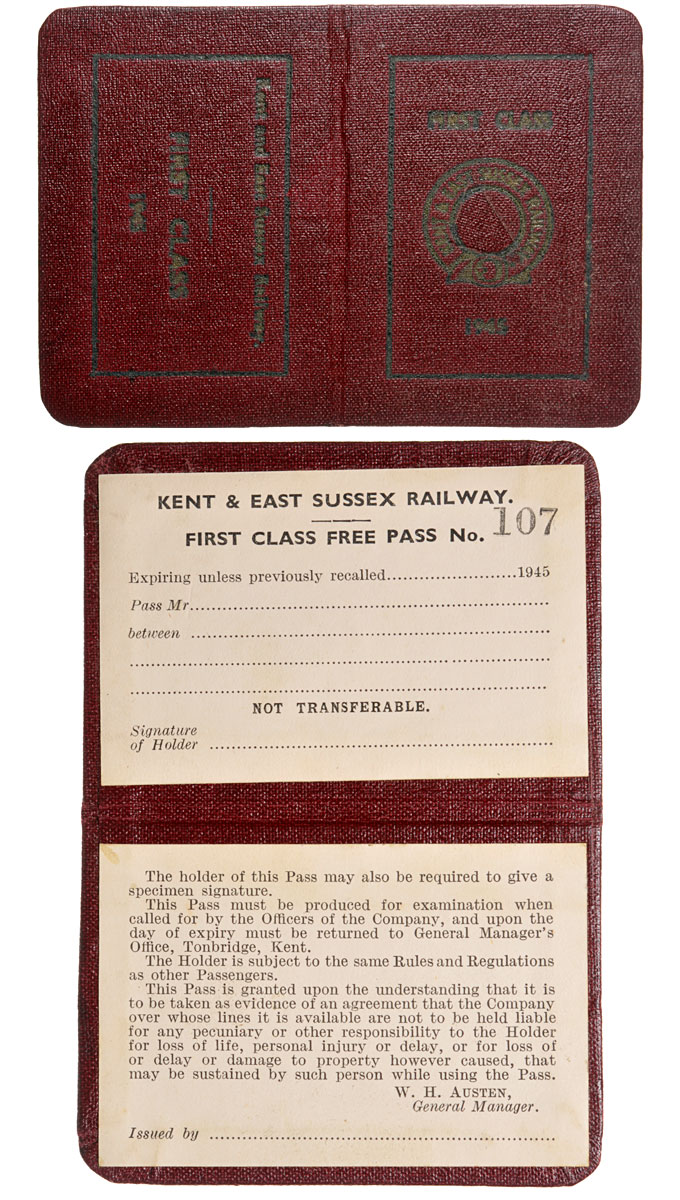 Kent and East Sussex Railway.
FIRST CLASS
194
FIRST CLASS
KENT & EAST SUSSEX RAILWAY
1945
KENT & EAST SUSSEX RAILWAY.
FIRST CLASS FREE PASS No. 107
Expiring unless previously recalled.......................1945
Pass Mr................................................................
between ................................................................
................................................................
................................................................
NOT TRANSFERABLE.
Signature
of Holder ................................................................
The holder of this Pass may also be required to give a
specimen signature.
This Pass must be produced for examination when
called for by the Officers of the Company, and upon the
day of expiry must be returned to General Manager's
Office, Tonbridge, Kent.
The Holder is subject to the same Rules and Regulations
as other Passengers.
This Pass is granted upon the understanding that it is
to be taken as evidence of an agreement that the Company
over whose lines it is available are not to be held liable
for any pecuniary or other responsibility to the Holder
for loss of life, personal injury or delay, or for loss of
or delay or damage to property however caused, that
may be sustained by such person while using the Pass.
W. H. AUSTEN,
General Manager.
Issued by ................................................................